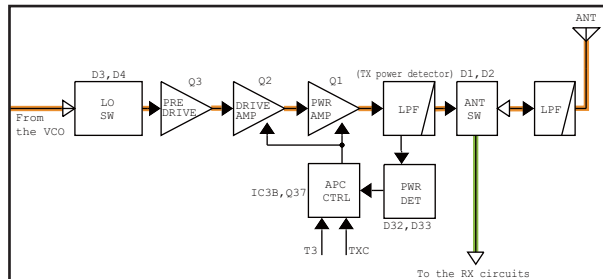 ANT
D3,D4
Q3
Q2
Q1
(TX power detector)
D1,D2
LO
SW
PRE
DRIVE
DRIVE
AMP
PWR
AMP
LPF
ANT
SW
LPF
From
the VCO
IC3B,Q37
APC
CTRL
PWR
DET
D32,D33
T3
TXC
To the RX circuits